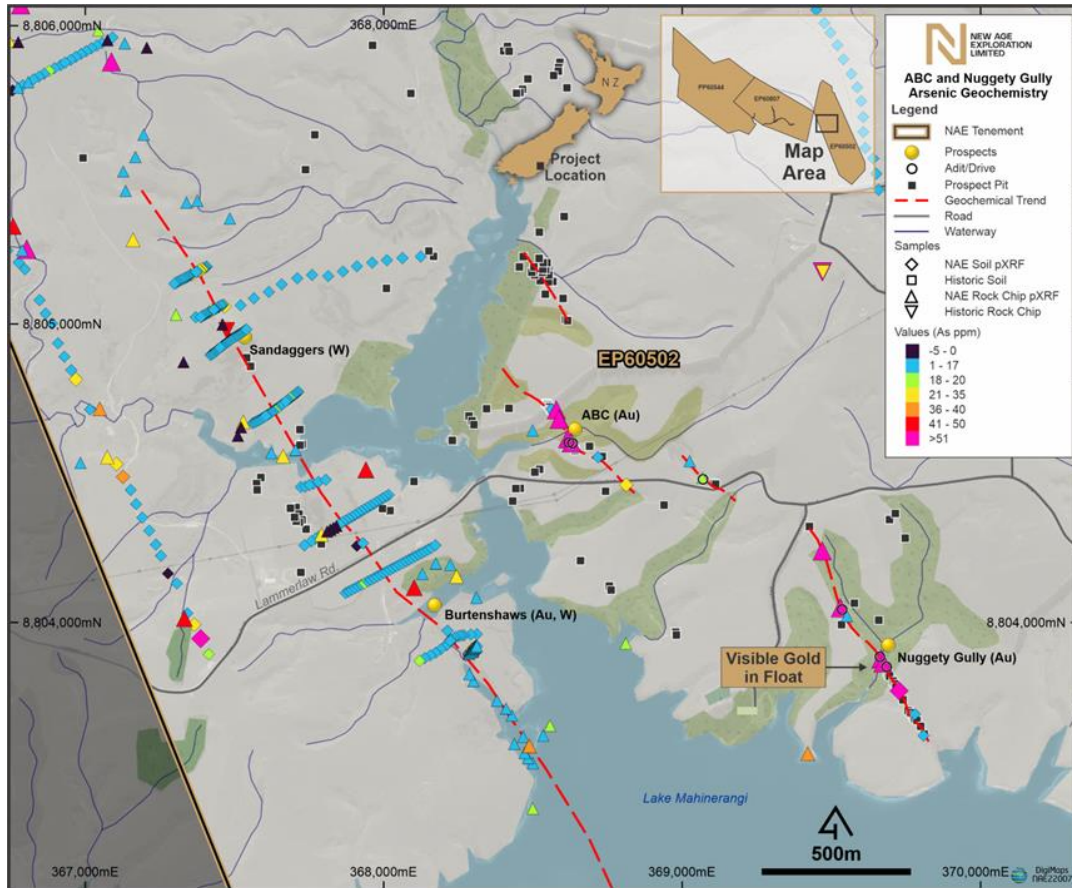 8,806,000mN
368,000mE
NEW AGE
EXPLORATION
LIMITED
ABC and Nuggety Gully
Arsenic Geochemistry
Legend
NAE Tenement
Prospects
Adit/Drive
Prospect Pit
Geochemical Trend
Road
Waterway
Samples
NAE Soil pXRF
Historic Soil
NAE Rock Chip pXRF
Historic Rock Chip
Values (As ppm)
-5 - 0
1 - 17
18 - 20
21 - 35
36 - 40
41 - 50
>51
N Z
Project
Location
EP60807
EP60502
Map
Area
8,805,000mN
Sandaggers (W)
EP60502
ABC (Au)
Lammerlaw Rd.
Burtenshaws (Au, W)
8,804,000mN
8,804,000mN
Visible Gold
in Float
Nuggety Gully (Au)
Lake Mahinerangi
500m
367,000mE
368,000mE
369,000mE
370,000mE
DigiMaps
NAE22007